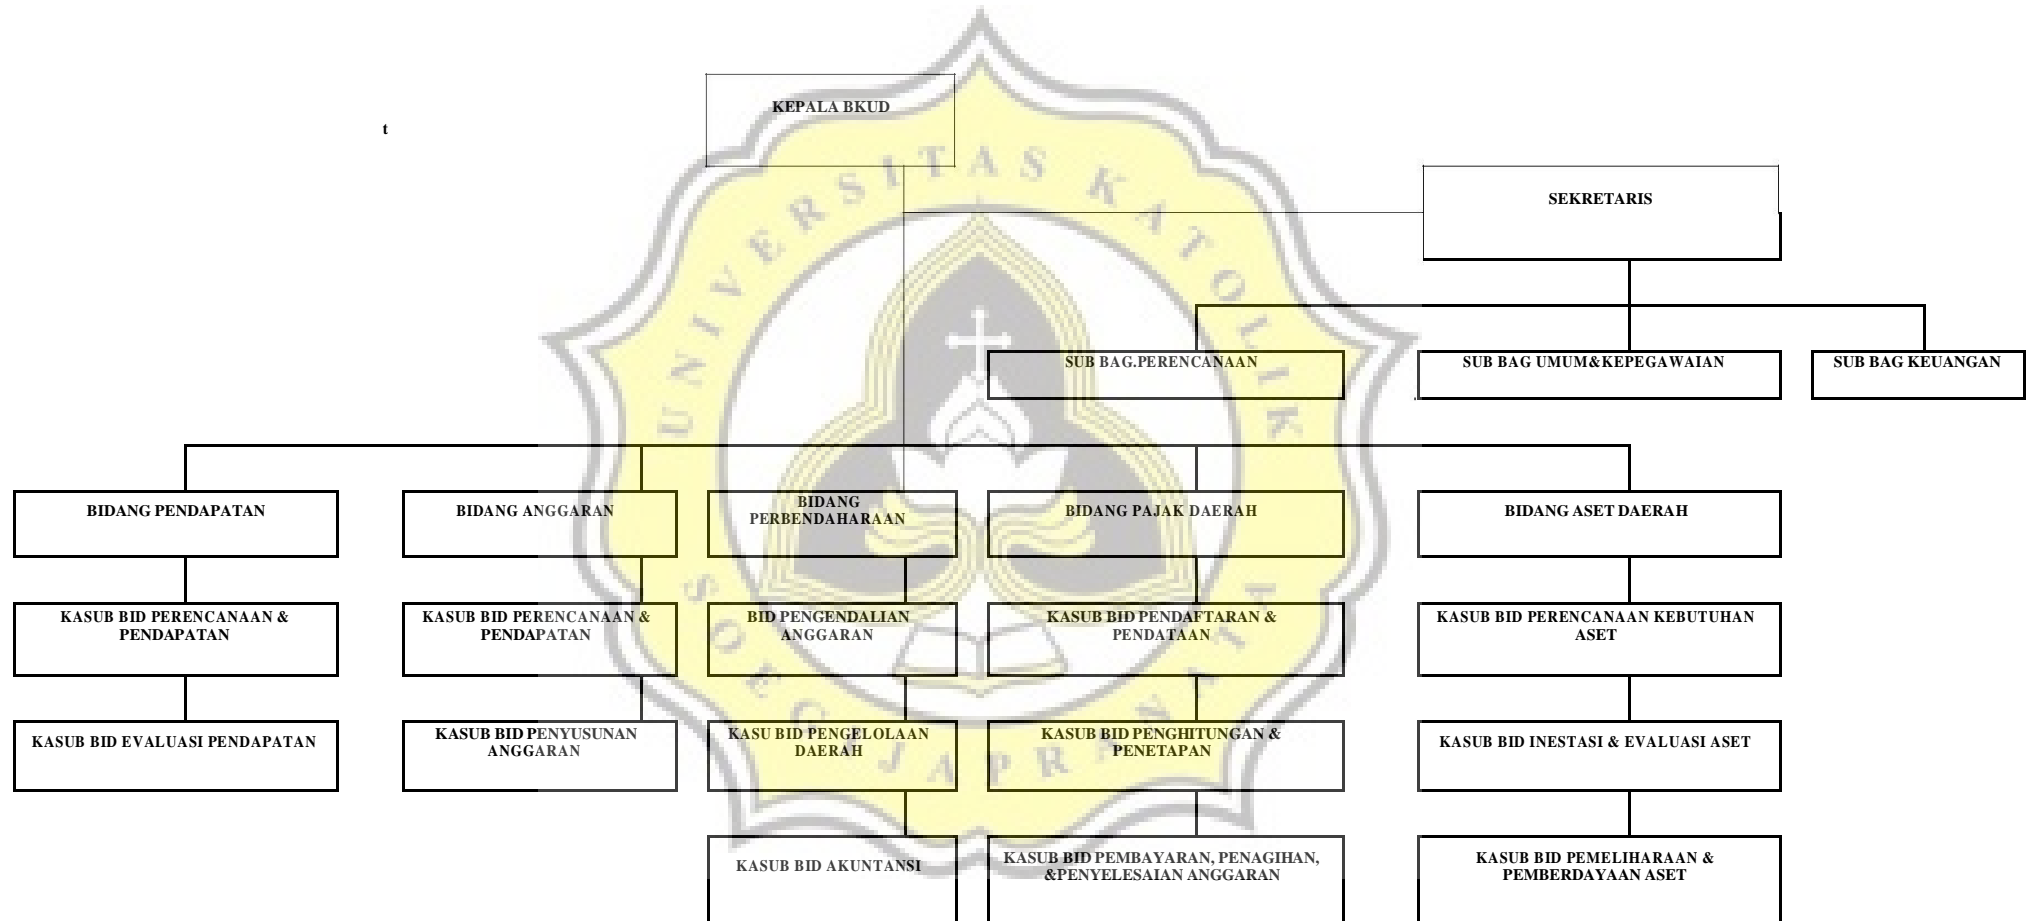 KEPALA BKUD
t
UNIVERSITAS KATOLIK
SEKRETARIS
SUB BAG.PERENCANAAN
SUB BAG UMUM&KEPEGAWAIAN
SUB BAG KEUANGAN
BIDANG PENDAPATAN
BIDANG ANGGARAN
BIDANG
PERBENDAHARAAN
BIDANG PAJAK DAERAH
BIDANG ASET DAERAH
KASUB BID PERENCANAAN &
PENDAPATAN
KASUB BID PERENCANAAN &
PENDAPATAN
BID PENGENDALIAN
ANGGARAN
KASUB BID PENDAFTARAN &
PENDATAAN
KASUB BID PERENCANAAN KEBUTUHAN
ASET
KASUB BID EVALUASI PENDAPATAN
KASUB BID PENYUSUNAN
ANGGARAN
KASU BID PENGELOLAAN
DAERAH
KASUB BID PENGHITUNGAN &
PENETAPAN
KASUB BID INESTASI & EVALUASI ASET
SOEGIJAPRANATA
KASUB BID AKUNTANSI
KASUB BID PEMBAYARAN, PENAGIHAN,
&PENYELESAIAN ANGGARAN
KASUB BID PEMELIHARAAN &
PEMBERDAYAAN ASET